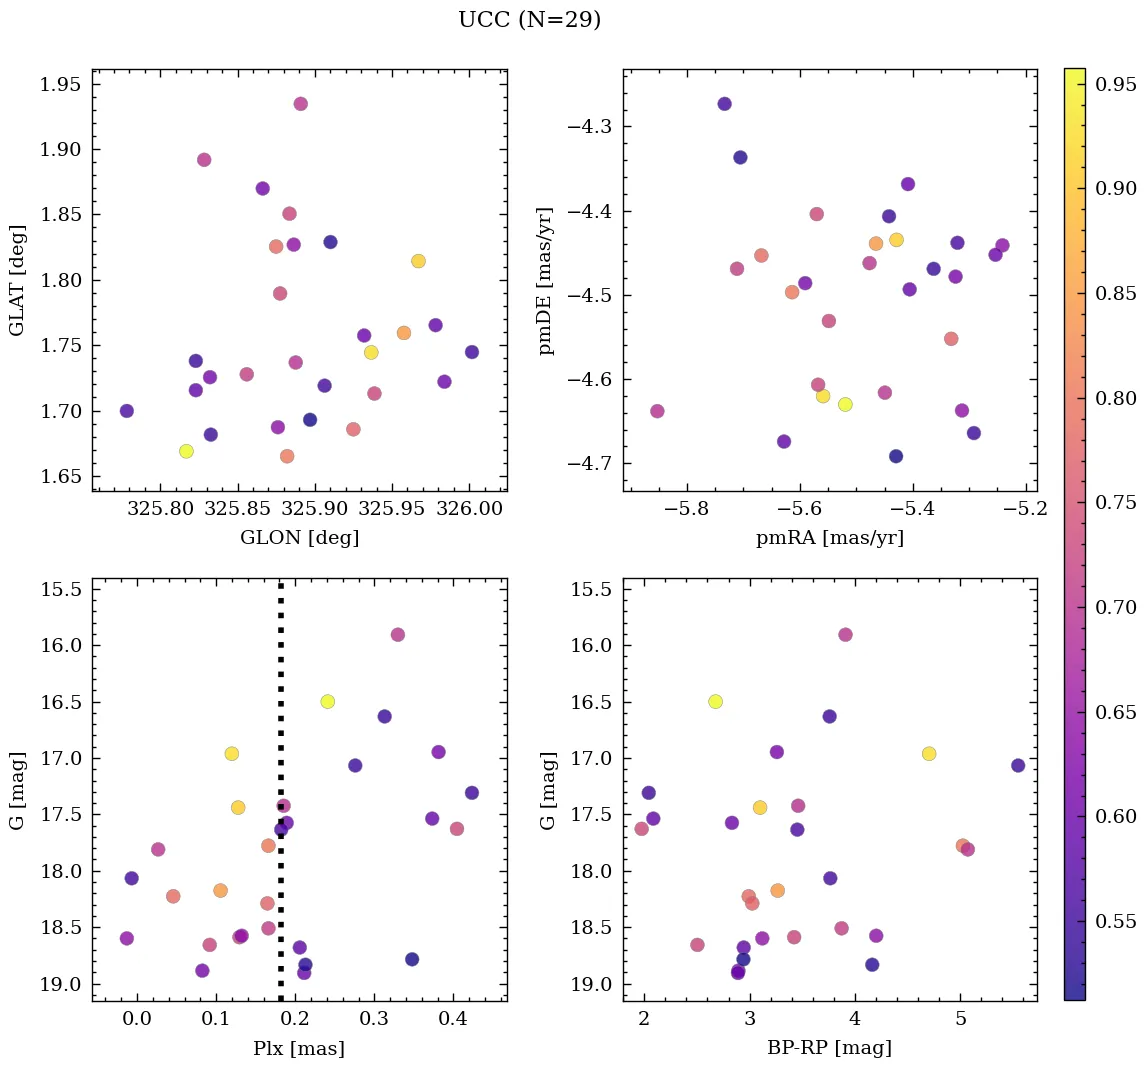 UCC (N=29)
1.95
1.90
1.85
1.80
1.75
1.70
1.65
GLAT [deg]
325.80 325.85 325.90 325.95 326.00
GLON [deg]
−4.3
−4.4
−4.5
−4.6
−4.7
pmDE [mas/yr]
−5.8 −5.6 −5.4 −5.2
pmRA [mas/yr]
15.5
16.0
16.5
17.0
17.5
18.0
18.5
19.0
G [mag]
0.0 0.1 0.2 0.3 0.4
Plx [mas]
15.5
16.0
16.5
17.0
17.5
18.0
18.5
19.0
G [mag]
2 3 4 5
BP-RP [mag]
0.95
0.90
0.85
0.80
0.75
0.70
0.65
0.60
0.55